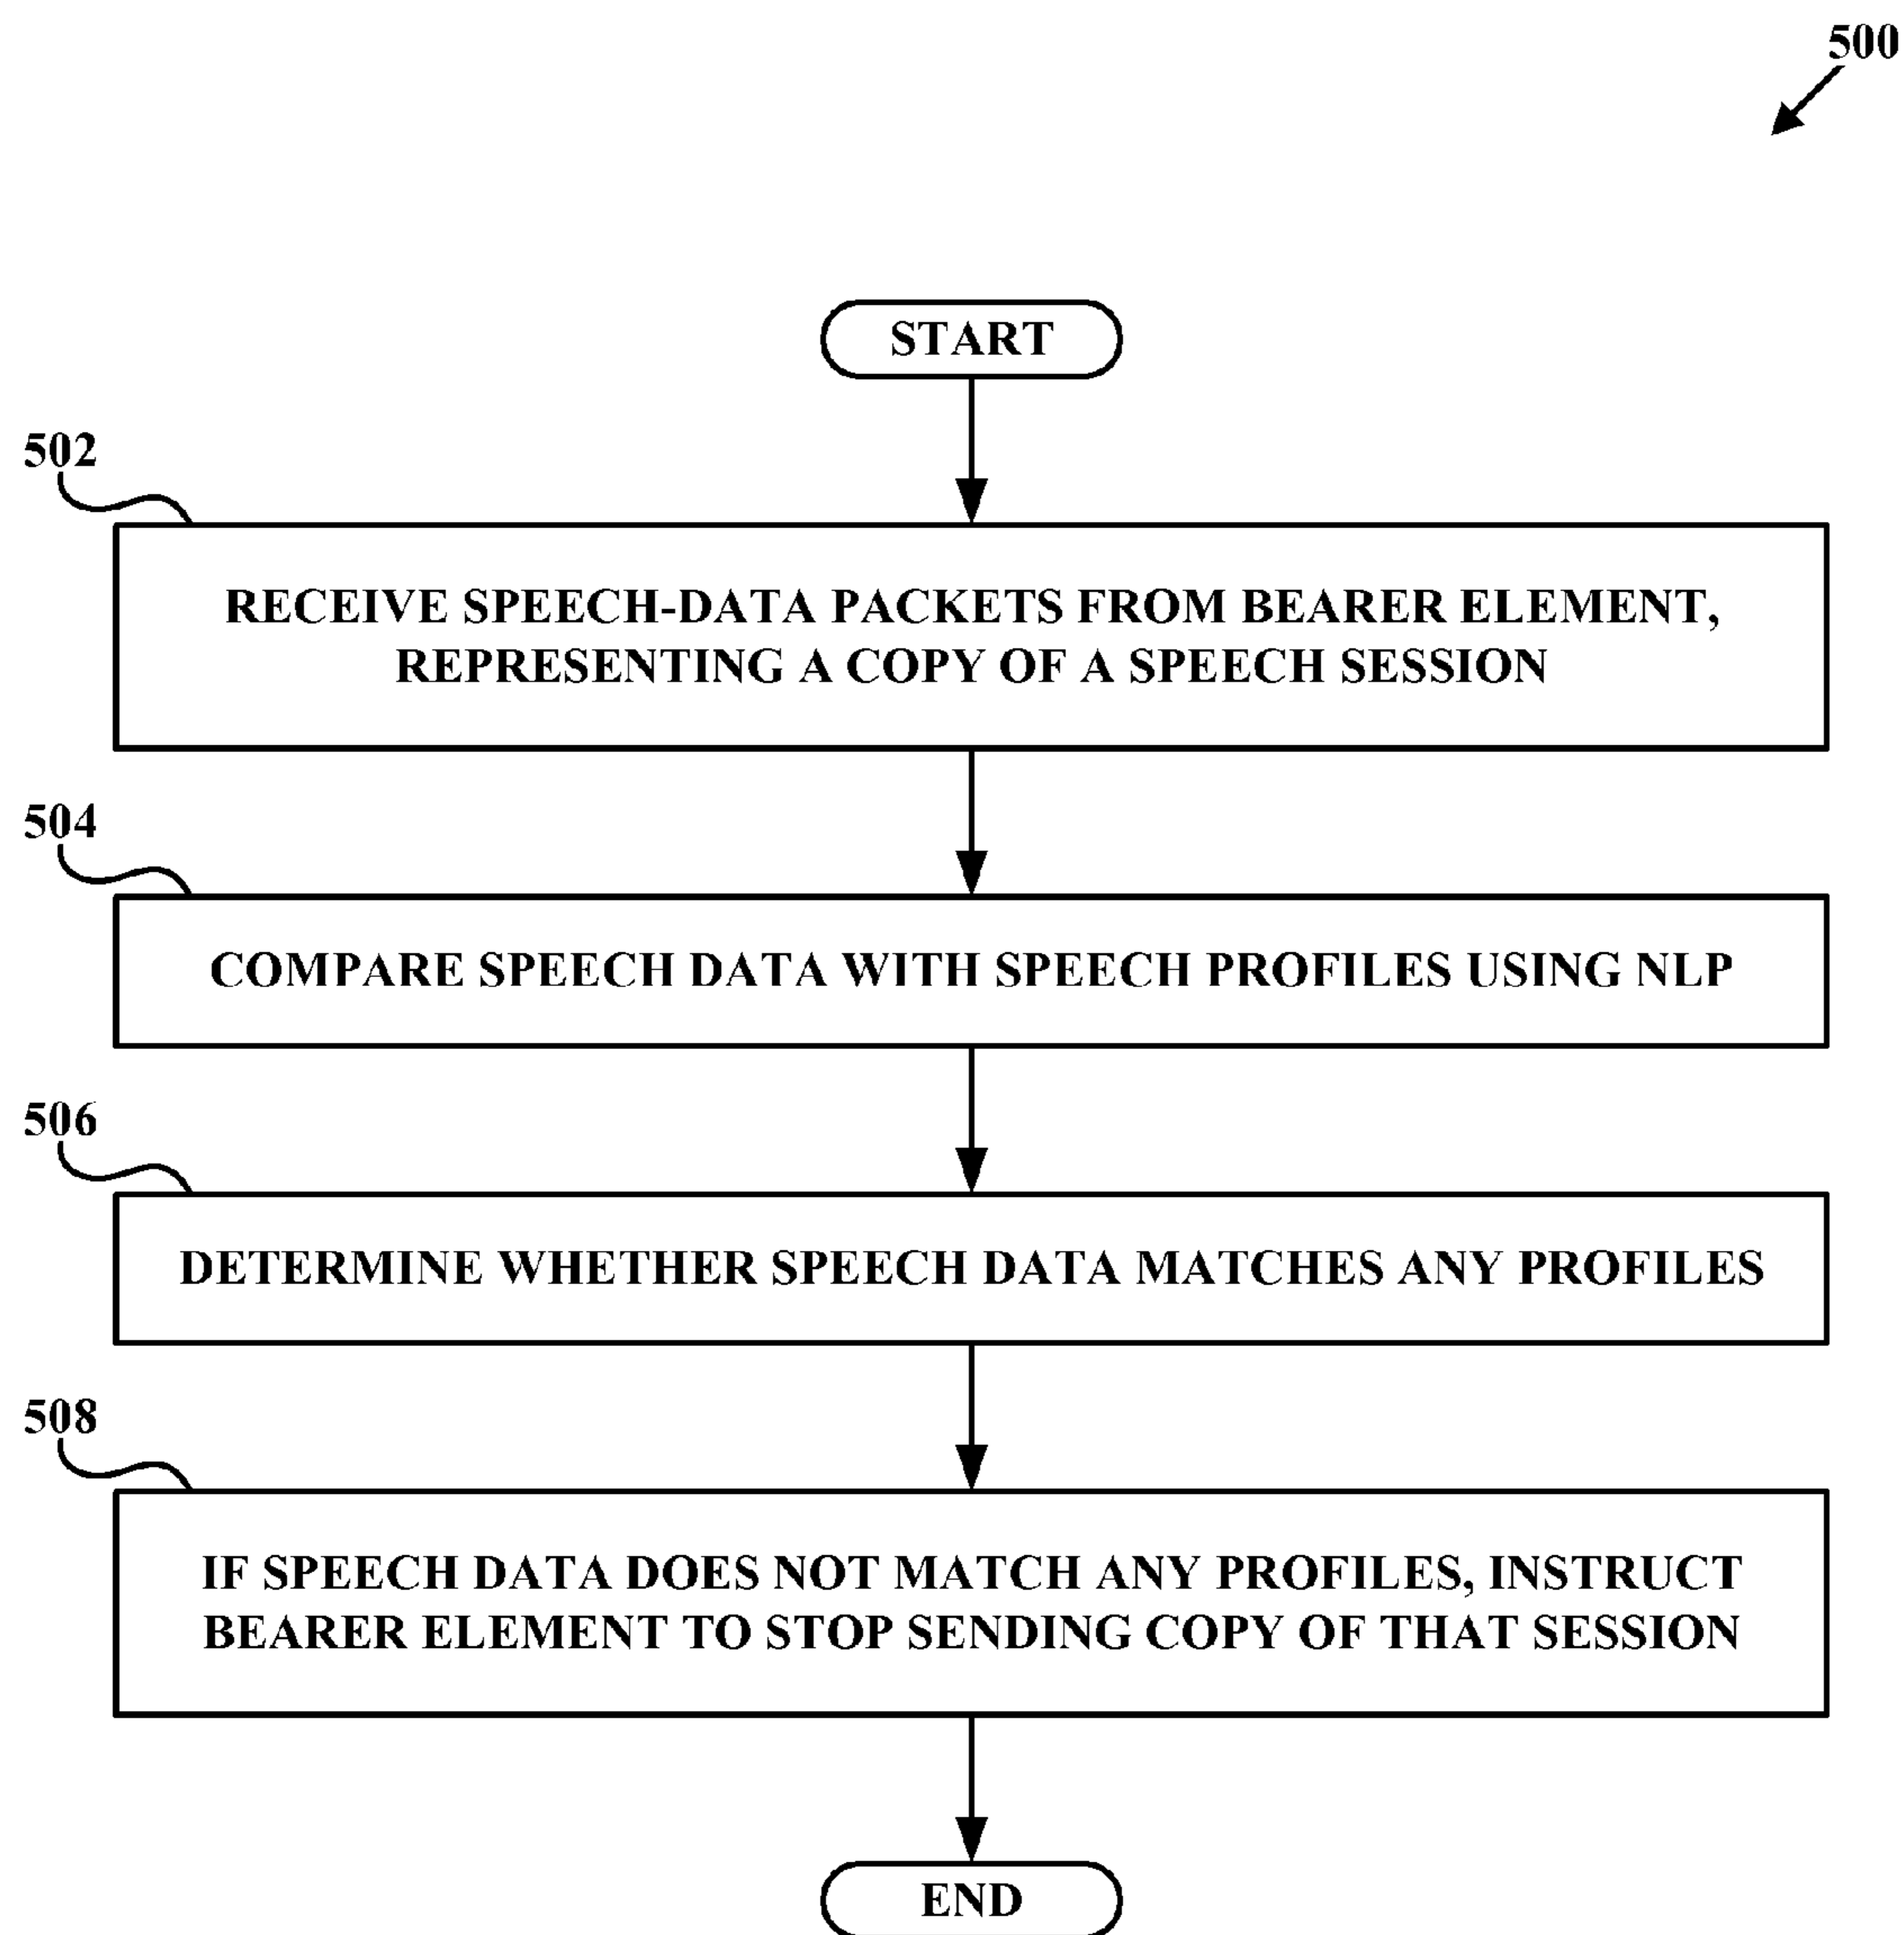 500
START
502
RECEIVE SPEECH-DATA PACKETS FROM BEARER ELEMENT,
REPRESENTING A COPY OF A SPEECH SESSION
504
COMPARE SPEECH DATA WITH SPEECH PROFILES USING NLP
506
DETERMINE WHETHER SPEECH DATA MATCHES ANY PROFILES
508
IF SPEECH DATA DOES NOT MATCH ANY PROFILES, INSTRUCT
BEARER ELEMENT TO STOP SENDING COPY OF THAT SESSION
END